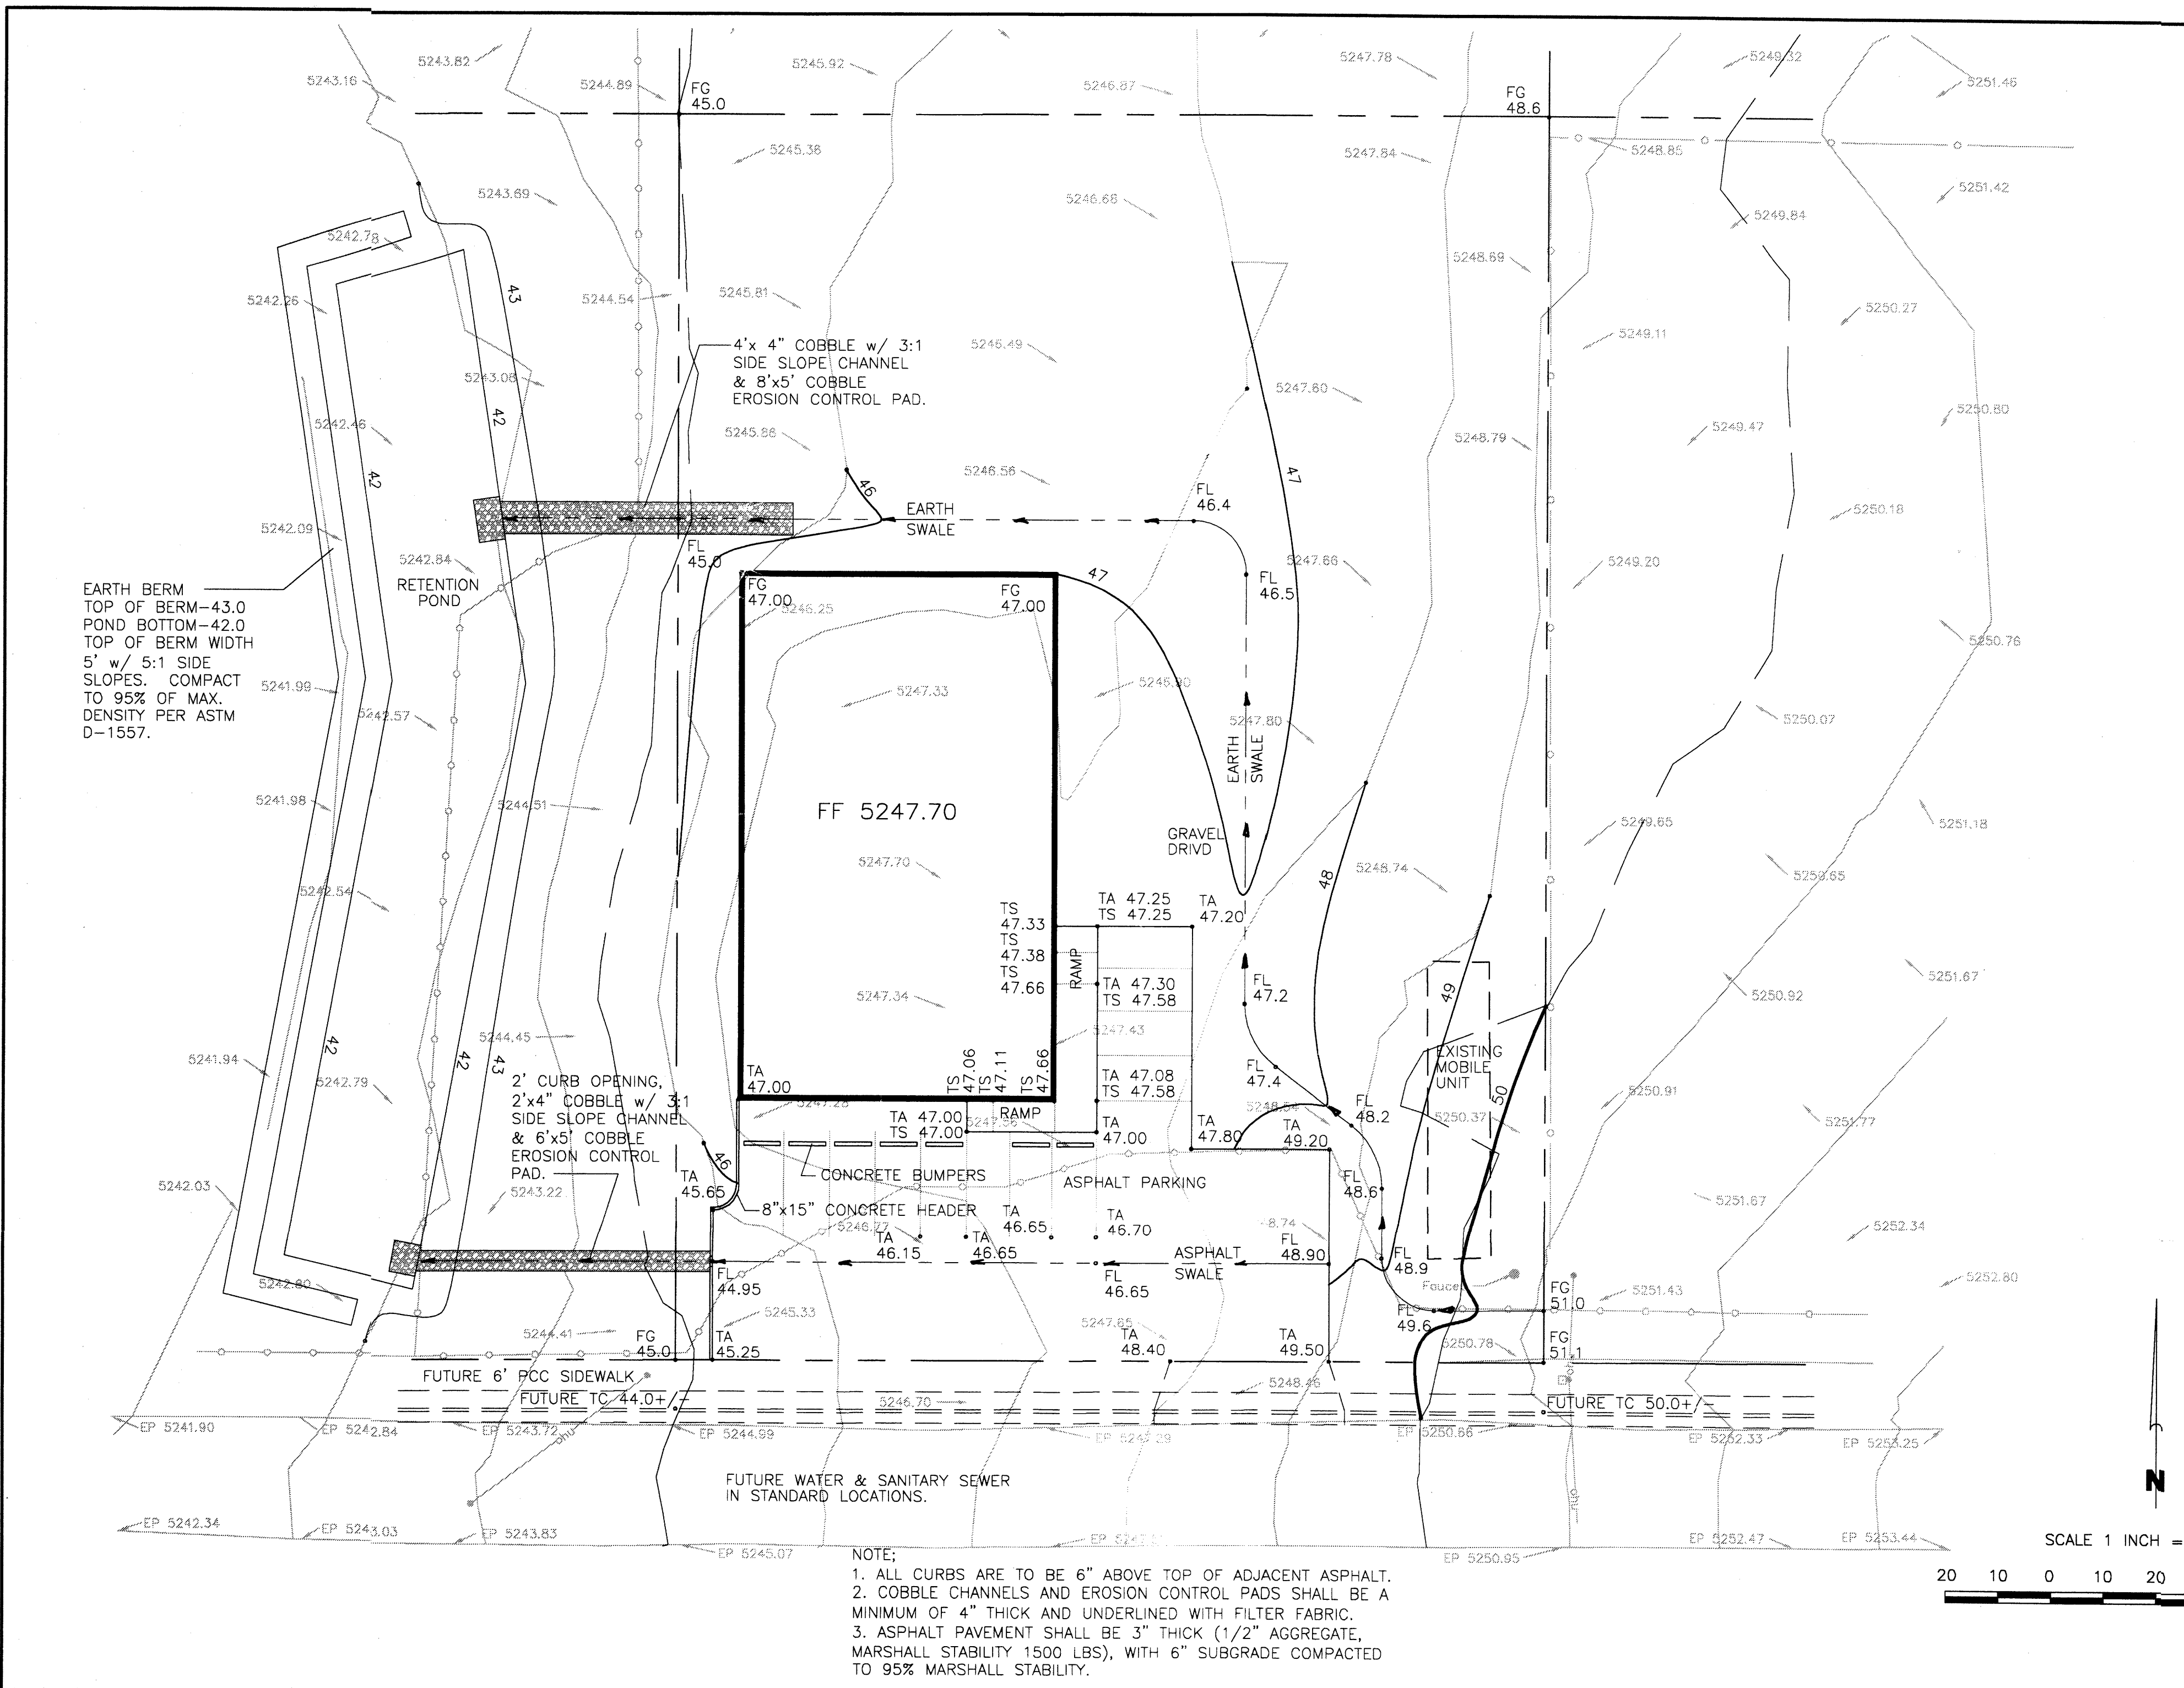 5243.82
5245.92
5247.78
5249.32
5243.16
5244.89
FG
45.0
5246.87
FG
48.6
5251.46
5245.38
5247.84
5248.85
5243.69
5246.68
5251.42
5249.84
5242.78
5248.69
43
5242.26
5244.54
5245.81
5250.27
5249.11
4'x 4" COBBLE w/ 3:1
SIDE SLOPE CHANNEL
& 8'x5' COBBLE
EROSION CONTROL PAD.
5246.49
5243.08
5247.60
42
5250.80
5242.46
5245.88
5248.79
5249.47
42
46
5246.56
47
FL
46.4
EARTH
SWALE
5250.18
5242.09
5242.84
FL
45.0
5247.66
5249.20
RETENTION
POND
EARTH BERM
TOP OF BERM-43.0
POND BOTTOM-42.0
TOP OF BERM WIDTH
5' w/ 5:1 SIDE
SLOPES. COMPACT
TO 95% OF MAX.
DENSITY PER ASTM
D-1557.
FG
47.00
5246.25
FG
47.00
47
FL
46.5
5250.76
5241.99
5247.33
5242.57
5247.80
5250.07
EARTH
SWALE
5241.98
5244.51
FF 5247.70
GRAVEL
DRIVD
5249.65
5251.18
5247.70
5248.74
48
5250.65
5242.54
TS
47.33
TA 47.25
TS 47.25
TA
47.20
TS
47.38
TS
47.66
RAMP
TA 47.30
TS 47.58
FL
47.2
49
5251.67
5250.92
5247.34
5244.45
5247.43
42
42
43
5241.94
5242.79
EXISTING
MOBILE
UNIT
2' CURB OPENING,
2'x4" COBBLE w/ 3:1
SIDE SLOPE CHANNEL
& 6'x5' COBBLE
EROSION CONTROL
PAD.
TA
47.00
TS
47.06
TS
47.11
TS
47.66
TA 47.08
TS 47.58
FL
47.4
50
5250.91
5247.28
TA 47.00
TS 47.00
RAMP
TA
47.00
5248.54
FL
48.2
5250.37
5251.77
TA
47.80
TA
49.20
46
CONCRETE BUMPERS
ASPHALT PARKING
TA
45.65
5242.03
5243.22
8"x15" CONCRETE HEADER
FL
48.6
5251.67
5252.34
TA
46.15
TA
46.65
TA
46.65
TA
46.70
ASPHALT
SWALE
FL
48.90
FL
48.9
FL
44.95
FL
46.65
5242.80
5245.33
5252.80
FG
51.0
5251.43
FL
49.6
5244.41
FG
45.0
TA
45.25
5247.65
TA
48.40
TA
49.50
5250.78
FG
51.1
FUTURE 6' PCC SIDEWALK
5248.46
FUTURE TC 44.0+/-
5246.70
FUTURE TC 50.0+/-
EP 5241.90
EP 5242.84
EP 5243.72
ohu
EP 5244.99
EP 5250.66
EP 5252.33
EP 5253.25
FUTURE WATER & SANITARY SEWER
IN STANDARD LOCATIONS.
N
EP 5242.34
EP 5243.03
EP 5243.83
EP 5245.07
EP 5250.95
EP 5252.47
EP 5253.44
SCALE 1 INCH =
20 10 0 10 20
NOTE;
1. ALL CURBS ARE TO BE 6" ABOVE TOP OF ADJACENT ASPHALT.
2. COBBLE CHANNELS AND EROSION CONTROL PADS SHALL BE A
MINIMUM OF 4" THICK AND UNDERLINED WITH FILTER FABRIC.
3. ASPHALT PAVEMENT SHALL BE 3" THICK (1/2" AGGREGATE,
MARSHALL STABILITY 1500 LBS), WITH 6" SUBGRADE COMPACTED
TO 95% MARSHALL STABILITY.